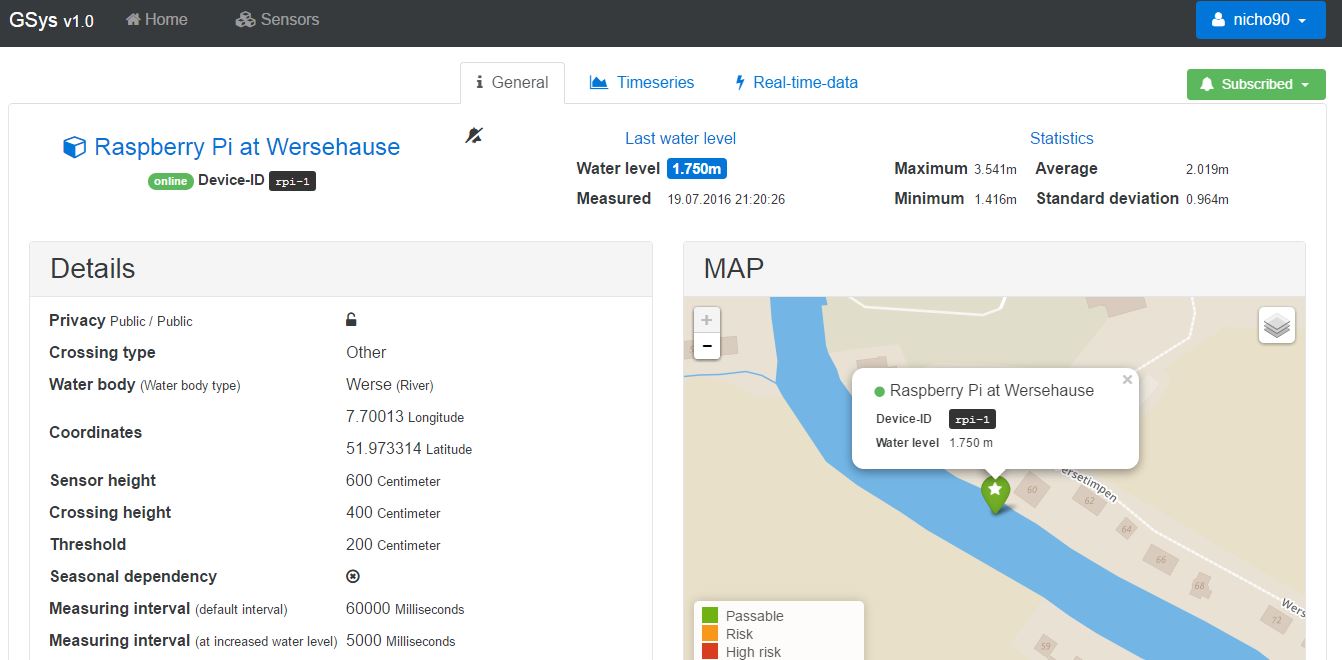 GSys v1.0 Home Sensors nicho90
General Timeseries Real-time-data Subscribed
Raspberry Pi at Wersehause
online Device-ID rpi-1
Last water level
Water level 1.750m
Measured 19.07.2016 21:20:26
Statistics
Maximum 3.541m Average 2.019m
Minimum 1.416m Standard deviation 0.964m
Details
Privacy Public / Public
Crossing type Other
Water body (Water body type) Werse (River)
Coordinates 7.70013 Longitude
51.973314 Latitude
Sensor height 600 Centimeter
Crossing height 400 Centimeter
Threshold 200 Centimeter
Seasonal dependency
Measuring interval (default interval) 60000 Milliseconds
Measuring interval (at increased water level) 5000 Milliseconds
MAP
+
−
Raspberry Pi at Wersehause ×
Device-ID rpi-1
Water level 1.750 m
60
62
64
66
68
72
59
Passable
Risk
High risk